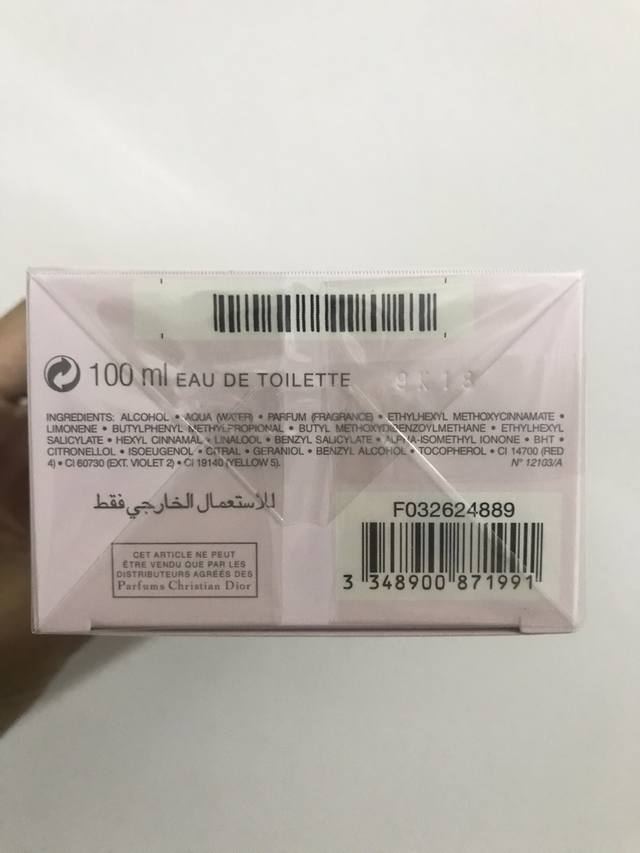 100 ml EAU DE TOILETTE
INGREDIENTS: ALCOHOL • AQUA (WATER) • PARFUM (FRAGRANCE) • ETHYLHEXYL METHOXYCINNAMATE •
LIMONENE • BUTYLPHENYL METHYLPROPIONAL • BUTYL METHOXYDIBENZOYLMETHANE • ETHYLHEXYL
SALICYLATE • HEXYL CINNAMAL • LINALOOL • BENZYL SALICYLATE • ALPHA-ISOMETHYL IONONE • BHT •
CITRONELLOL • ISOEUGENOL • CITRAL • GERANIOL • BENZYL ALCOHOL • TOCOPHEROL • CI 14700 (RED
4) • CI 60730 (EXT. VIOLET 2) • CI 19140 (YELLOW 5). N° 12103/A
للاستعمال الخارجي فقط
F032624889
CET ARTICLE NE PEUT
ÊTRE VENDU QUE PAR LES
DISTRIBUTEURS AGRÉÉS DES
Parfums Christian Dior
3 348900 871991